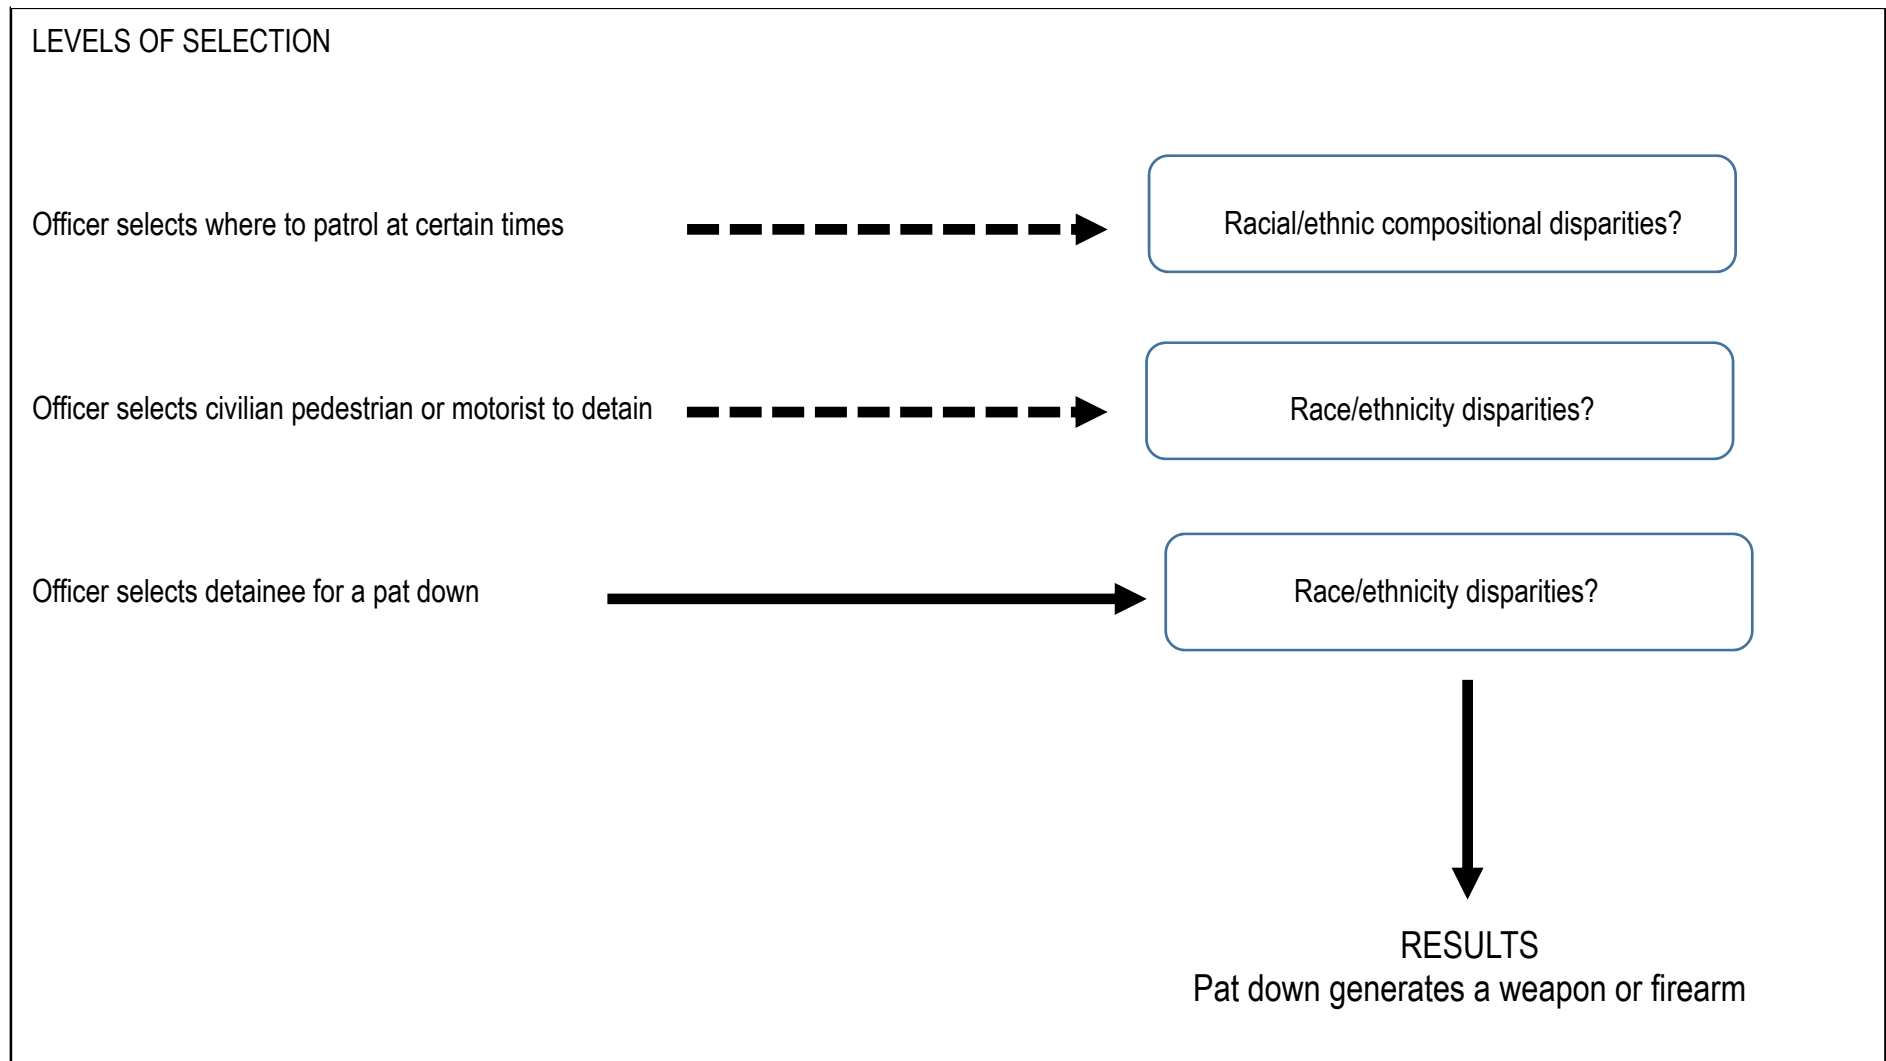 LEVELS OF SELECTION
Officer selects where to patrol at certain times
Racial/ethnic compositional disparities?
Officer selects civilian pedestrian or motorist to detain
Race/ethnicity disparities?
Officer selects detainee for a pat down
Race/ethnicity disparities?
RESULTS
Pat down generates a weapon or firearm